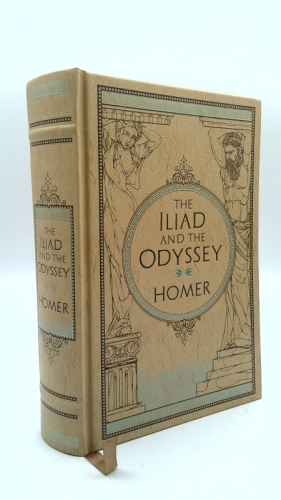 THE
ILIAD
AND THE
ODYSSEY
HOMER
THE
ILIAD
AND THE
ODYSSEY
HOMER